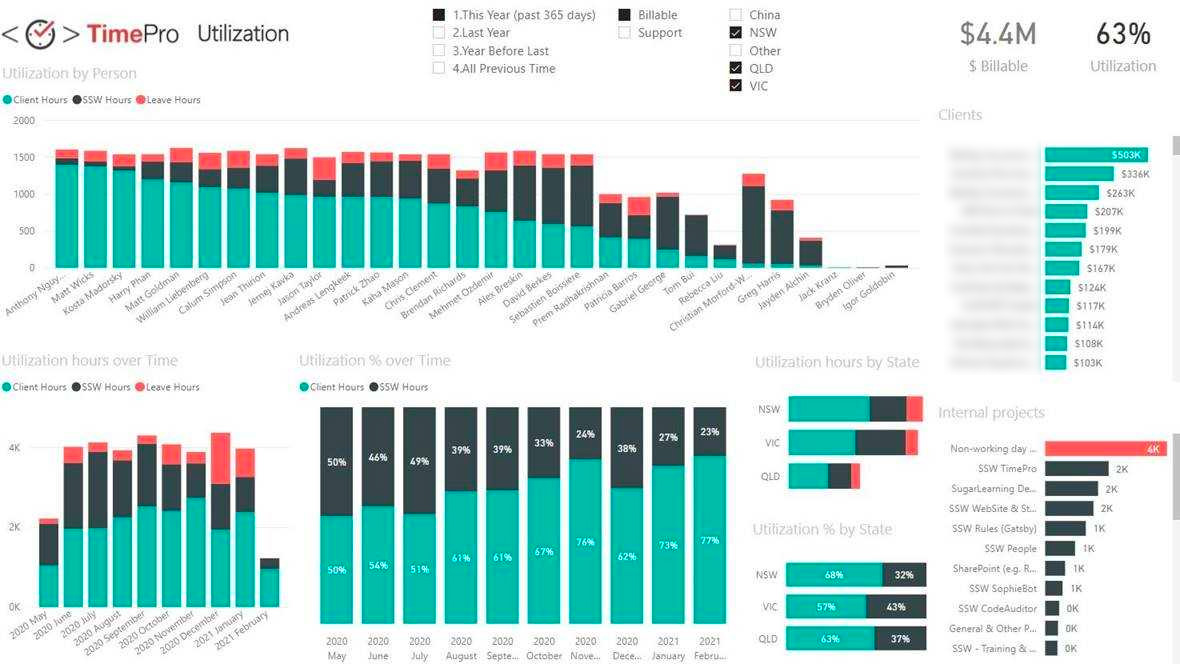 < > TimePro Utilization
1.This Year (past 365 days)
2.Last Year
3.Year Before Last
4.All Previous Time
Billable
Support
China
NSW
Other
QLD
VIC
$4.4M
$ Billable
63%
Utilization
Utilization by Person
Client Hours SSW Hours Leave Hours
2000
1500
1000
500
0
Anthony Nguy...
Matt Wicks
Kosta Madorsky
Harry Phan
Matt Goldman
William Liebenberg
Calum Simpson
Jean Thirion
Jernej Kavka
Jason Taylor
Andreas Lengkeek
Patrick Zhao
Kaha Mason
Chris Clement
Brendan Richards
Mehmet Ozdemir
Alex Breskin
David Berkes
Sebastien Boissiere
Prem Radhakrishnan
Patricia Barros
Gabriel George
Tom Bui
Rebecca Liu
Christian Morford-W...
Greg Harris
Jayden Alchin
Jack Kranz
Bryden Oliver
Igor Goldobin
Clients
$503K
$336K
$263K
$207K
$199K
$179K
$167K
$124K
$117K
$114K
$108K
$103K
Utilization hours over Time
Client Hours SSW Hours Leave Hours
4K
2K
0K
2020 May
2020 June
2020 July
2020 August
2020 September
2020 October
2020 November
2020 December
2021 January
2021 February
Utilization % over Time
Client Hours SSW Hours
50% 46% 49% 39% 39% 33% 24% 38% 27% 23%
50% 54% 51% 61% 61% 67% 76% 62% 73% 77%
2020 2020 2020 2020 2020 2020 2020 2020 2021 2021
May June July August Septe... October Nove... Dece... January Febru...
Utilization hours by State
NSW
VIC
QLD
Utilization % by State
NSW 68% 32%
VIC 57% 43%
QLD 63% 37%
Internal projects
Non-working day ... 4K
SSW TimePro 2K
SugarLearning De... 2K
SSW WebSite & St... 2K
SSW Rules (Gatsby) 1K
SSW People 1K
SharePoint (e.g. R... 1K
SSW SophieBot 1K
SSW CodeAuditor 0K
General & Other P... 0K
SSW - Training & ... 0K